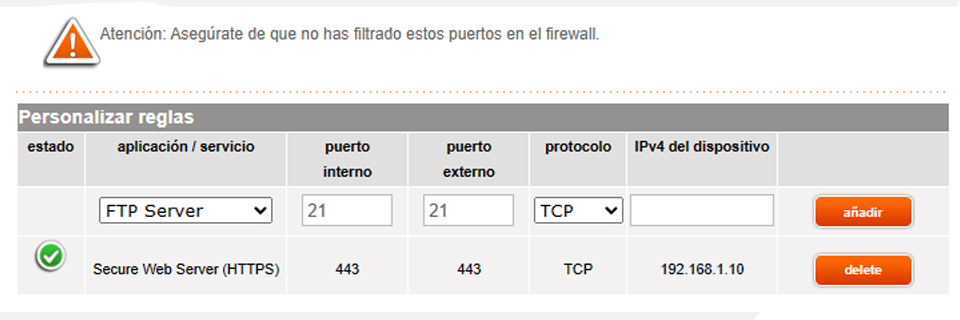 Atención: Asegúrate de que no has filtrado estos puertos en el firewall.
Personalizar reglas
estado aplicación / servicio puerto interno puerto externo protocolo IPv4 del dispositivo
FTP Server 21 21 TCP añadir
Secure Web Server (HTTPS) 443 443 TCP 192.168.1.10 delete